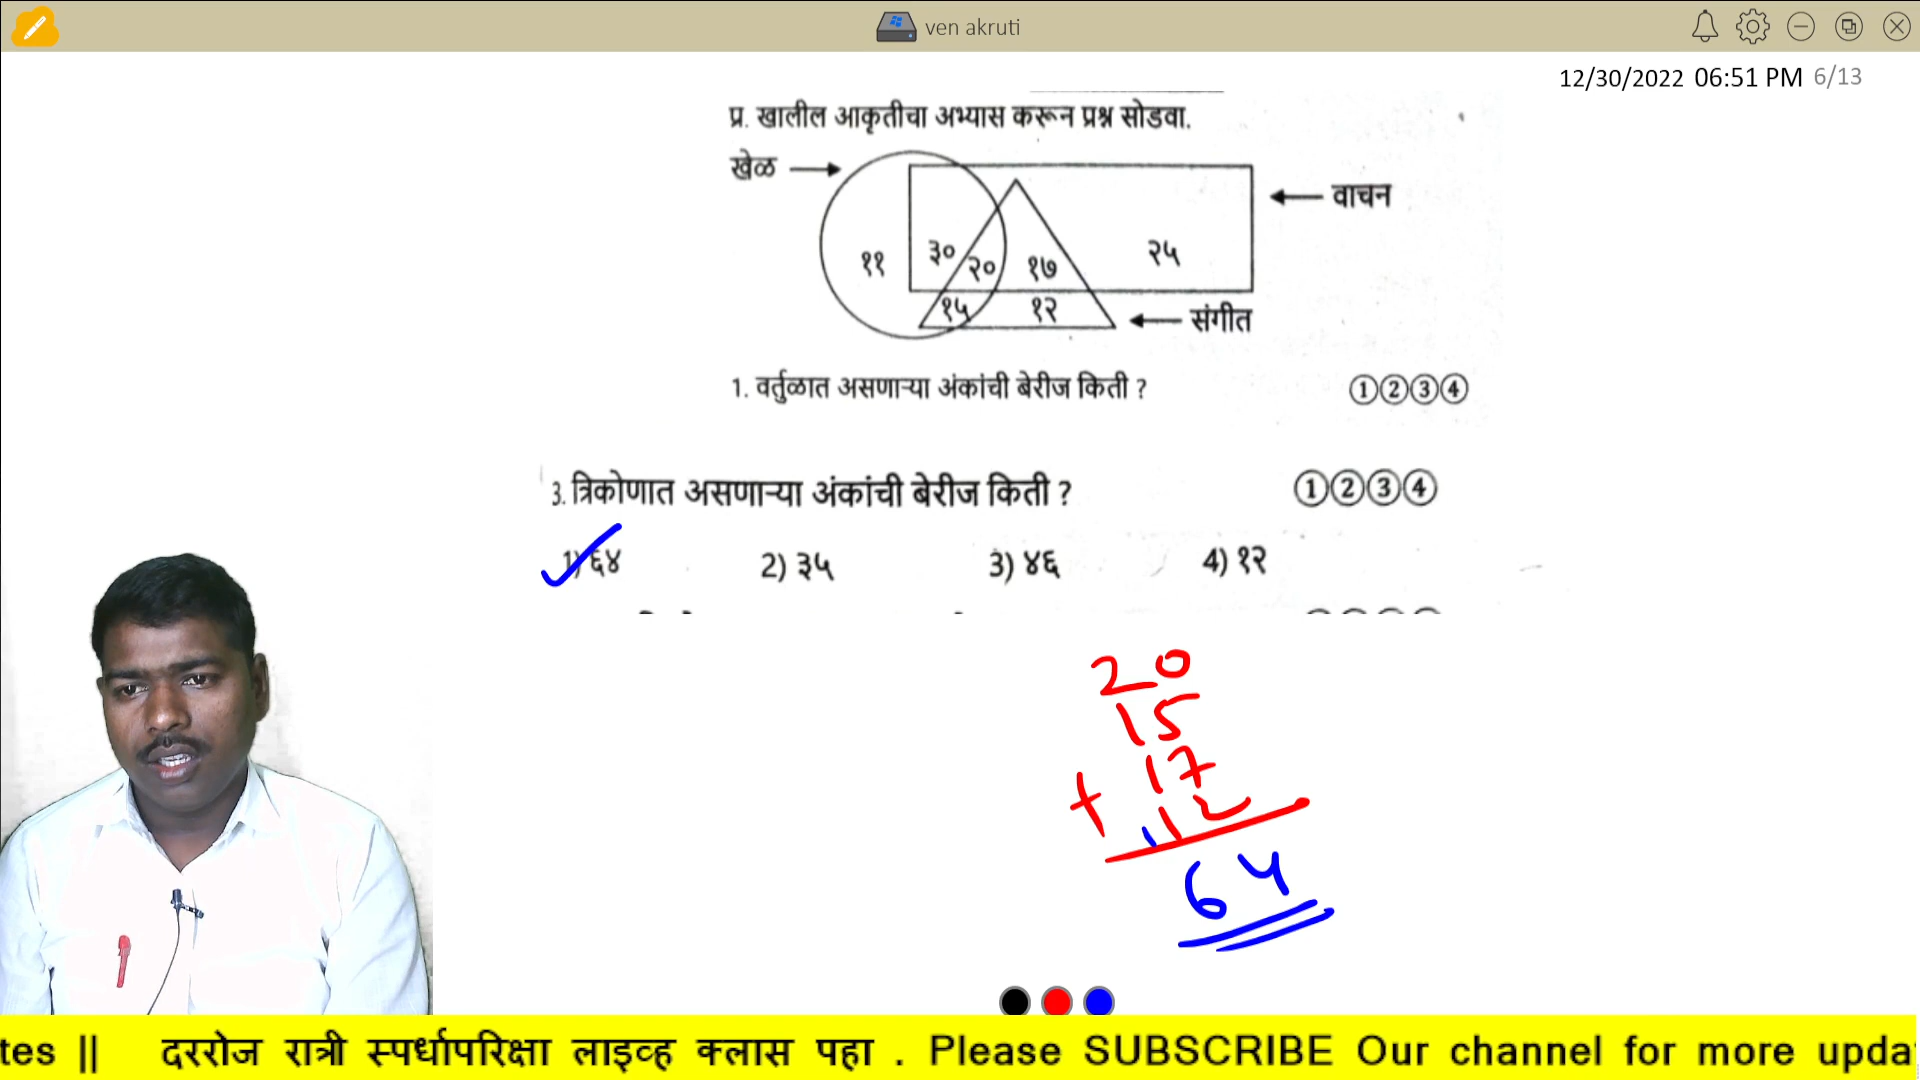 ven akruti
12/30/2022 06:51 PM 6/13
प्र. खालील आकृतीचा अभ्यास करून प्रश्न सोडवा.
खेळ
वाचन
११ ३० २० १७ २५
१५ १२
संगीत
1. वर्तुळात असणाऱ्या अंकांची बेरीज किती ? ①②③④
3. त्रिकोणात असणाऱ्या अंकांची बेरीज किती ? ①②③④
1) ६४ 2) ३५ 3) ४६ 4) १२
20
15
17
+ 12
64
tes || दररोज रात्री स्पर्धापरिक्षा लाइव्ह क्लास पहा . Please SUBSCRIBE Our channel for more upda